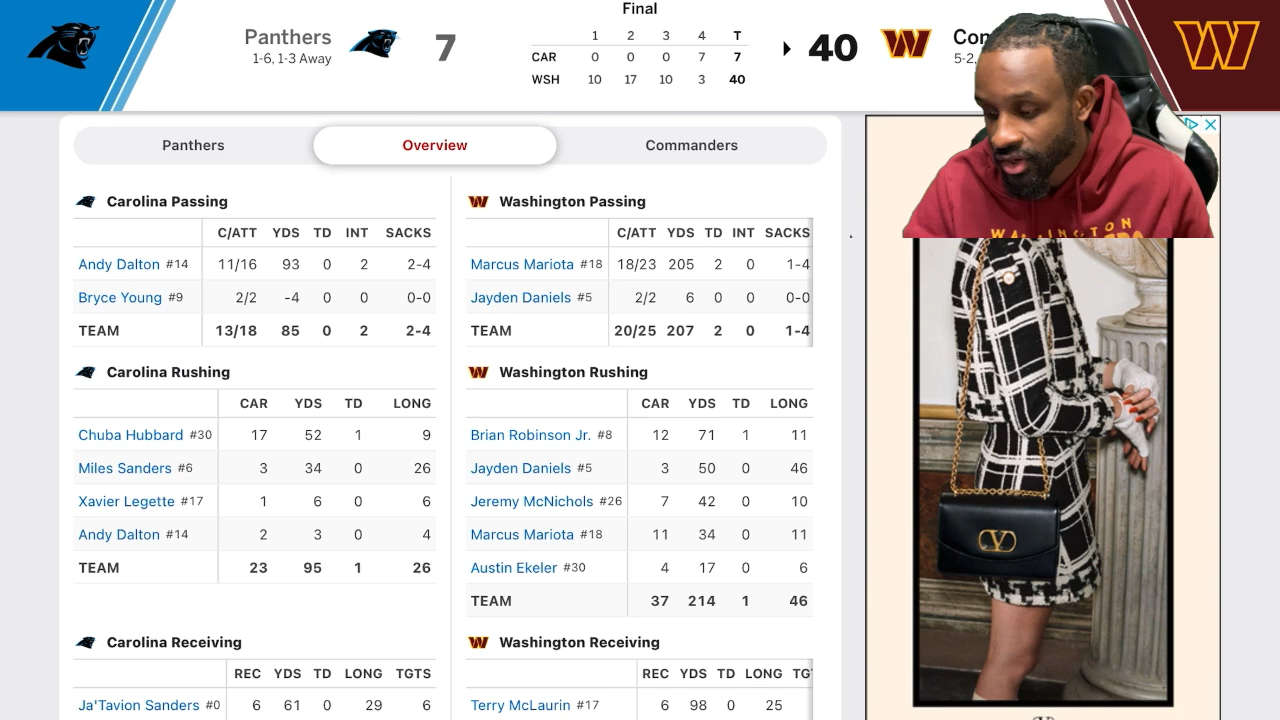 Final
Panthers
1-6, 1-3 Away
7
1 2 3 4 T
CAR 0 0 0 7 7
WSH 10 17 10 3 40
40
5-2,
Panthers
Overview
Commanders
Carolina Passing
C/ATT YDS TD INT SACKS
Andy Dalton #14 11/16 93 0 2 2-4
Bryce Young #9 2/2 -4 0 0 0-0
TEAM 13/18 85 0 2 2-4
Washington Passing
C/ATT YDS TD INT SACKS
Marcus Mariota #18 18/23 205 2 0 1-4
Jayden Daniels #5 2/2 6 0 0 0-0
TEAM 20/25 207 2 0 1-4
Carolina Rushing
CAR YDS TD LONG
Chuba Hubbard #30 17 52 1 9
Miles Sanders #6 3 34 0 26
Xavier Legette #17 1 6 0 6
Andy Dalton #14 2 3 0 4
TEAM 23 95 1 26
Washington Rushing
CAR YDS TD LONG
Brian Robinson Jr. #8 12 71 1 11
Jayden Daniels #5 3 50 0 46
Jeremy McNichols #26 7 42 0 10
Marcus Mariota #18 11 34 0 11
Austin Ekeler #30 4 17 0 6
TEAM 37 214 1 46
Carolina Receiving
REC YDS TD LONG TGTS
Ja'Tavion Sanders #0 6 61 0 29 6
Washington Receiving
REC YDS TD LONG
Terry McLaurin #17 6 98 0 25